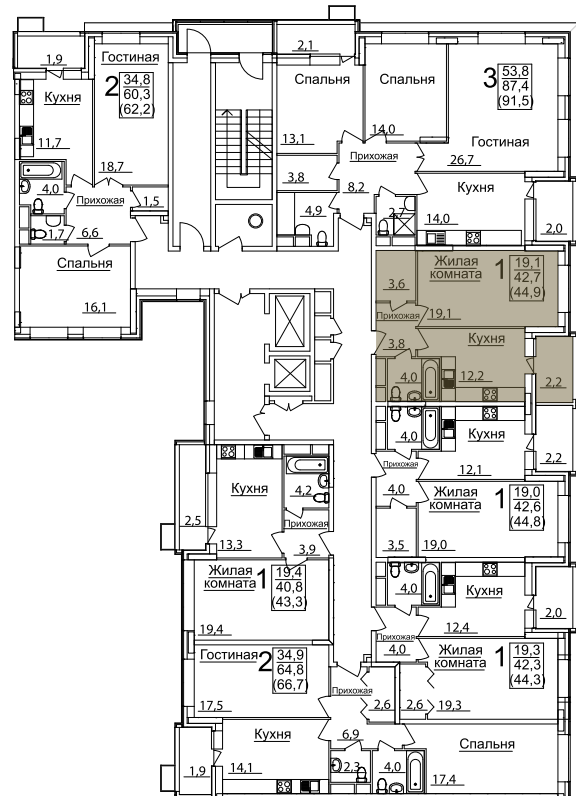 1,9
Гостиная
2 34,8
60,3
(62,2)
Кухня
11,7
18,7
4,0
Прихожая
1,5
1,7
6,6
Спальня
16,1
2,1
Спальня
13,1
Спальня
14,0
3 53,8
87,4
(91,5)
Гостиная
26,7
Прихожая
3,8
8,2
4,9
2,7
Кухня
14,0
2,0
Жилая
комната
1 19,1
42,7
(44,9)
3,6
19,1
Прихожая
Кухня
3,8
4,0
12,2
2,2
4,0
Кухня
12,1
2,2
Прихожая
4,0
Жилая
комната
1 19,0
42,6
(44,8)
3,5
19,0
Кухня
4,2
Прихожая
2,5
13,3
3,9
Жилая
комната
1 19,4
40,8
(43,3)
19,4
4,0
Кухня
12,4
2,0
Прихожая
4,0
Жилая
комната
1 19,3
42,3
(44,3)
2,6
19,3
Гостиная
2 34,9
64,8
(66,7)
17,5
Прихожая
2,6
6,9
Кухня
1,9
14,1
2,3
4,0
Спальня
17,4